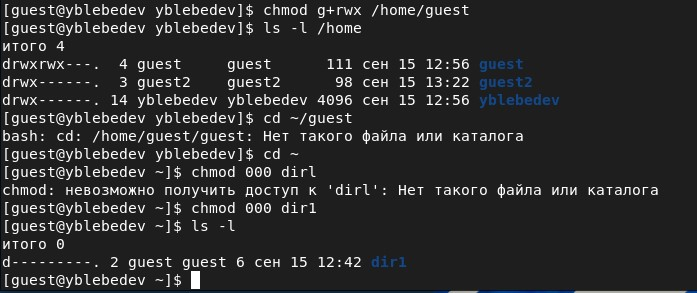 [guest@yblebedev yblebedev]$ chmod g+rwx /home/guest
[guest@yblebedev yblebedev]$ ls -l /home
итого 4
drwxrwx---.  4 guest     guest      111 сен 15 12:56 guest
drwx------.  3 guest2    guest2      98 сен 15 13:22 guest2
drwx------. 14 yblebedev yblebedev 4096 сен 15 12:56 yblebedev
[guest@yblebedev yblebedev]$ cd ~/guest
bash: cd: /home/guest/guest: Нет такого файла или каталога
[guest@yblebedev yblebedev]$ cd ~
[guest@yblebedev ~]$ chmod 000 dirl
chmod: невозможно получить доступ к 'dirl': Нет такого файла или каталога
[guest@yblebedev ~]$ chmod 000 dir1
[guest@yblebedev ~]$ ls -l
итого 0
d---------. 2 guest guest 6 сен 15 12:42 dir1
[guest@yblebedev ~]$